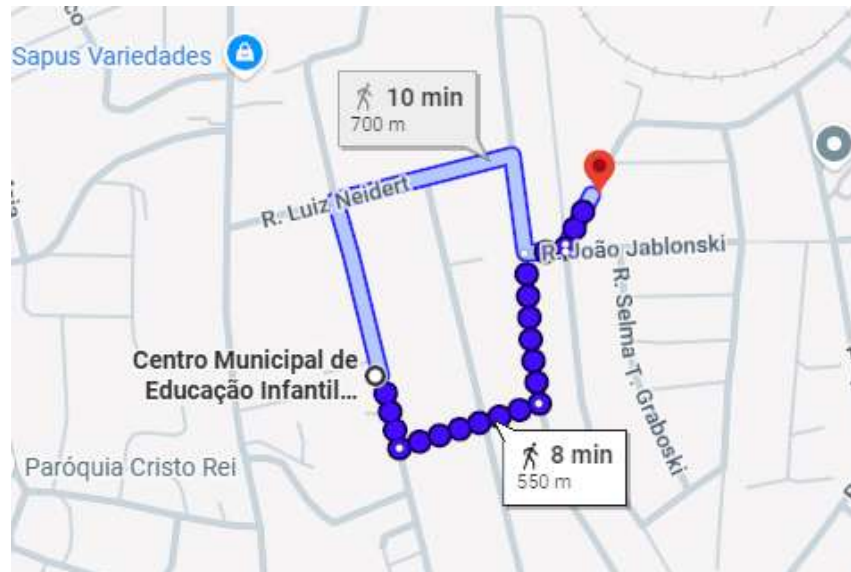 Sapus Variedades
10 min
700 m
R. Luiz Neidert
R. João Jablonski
R. Selma T. Graboski
Centro Municipal de
Educação Infantil...
8 min
550 m
Paróquia Cristo Rei